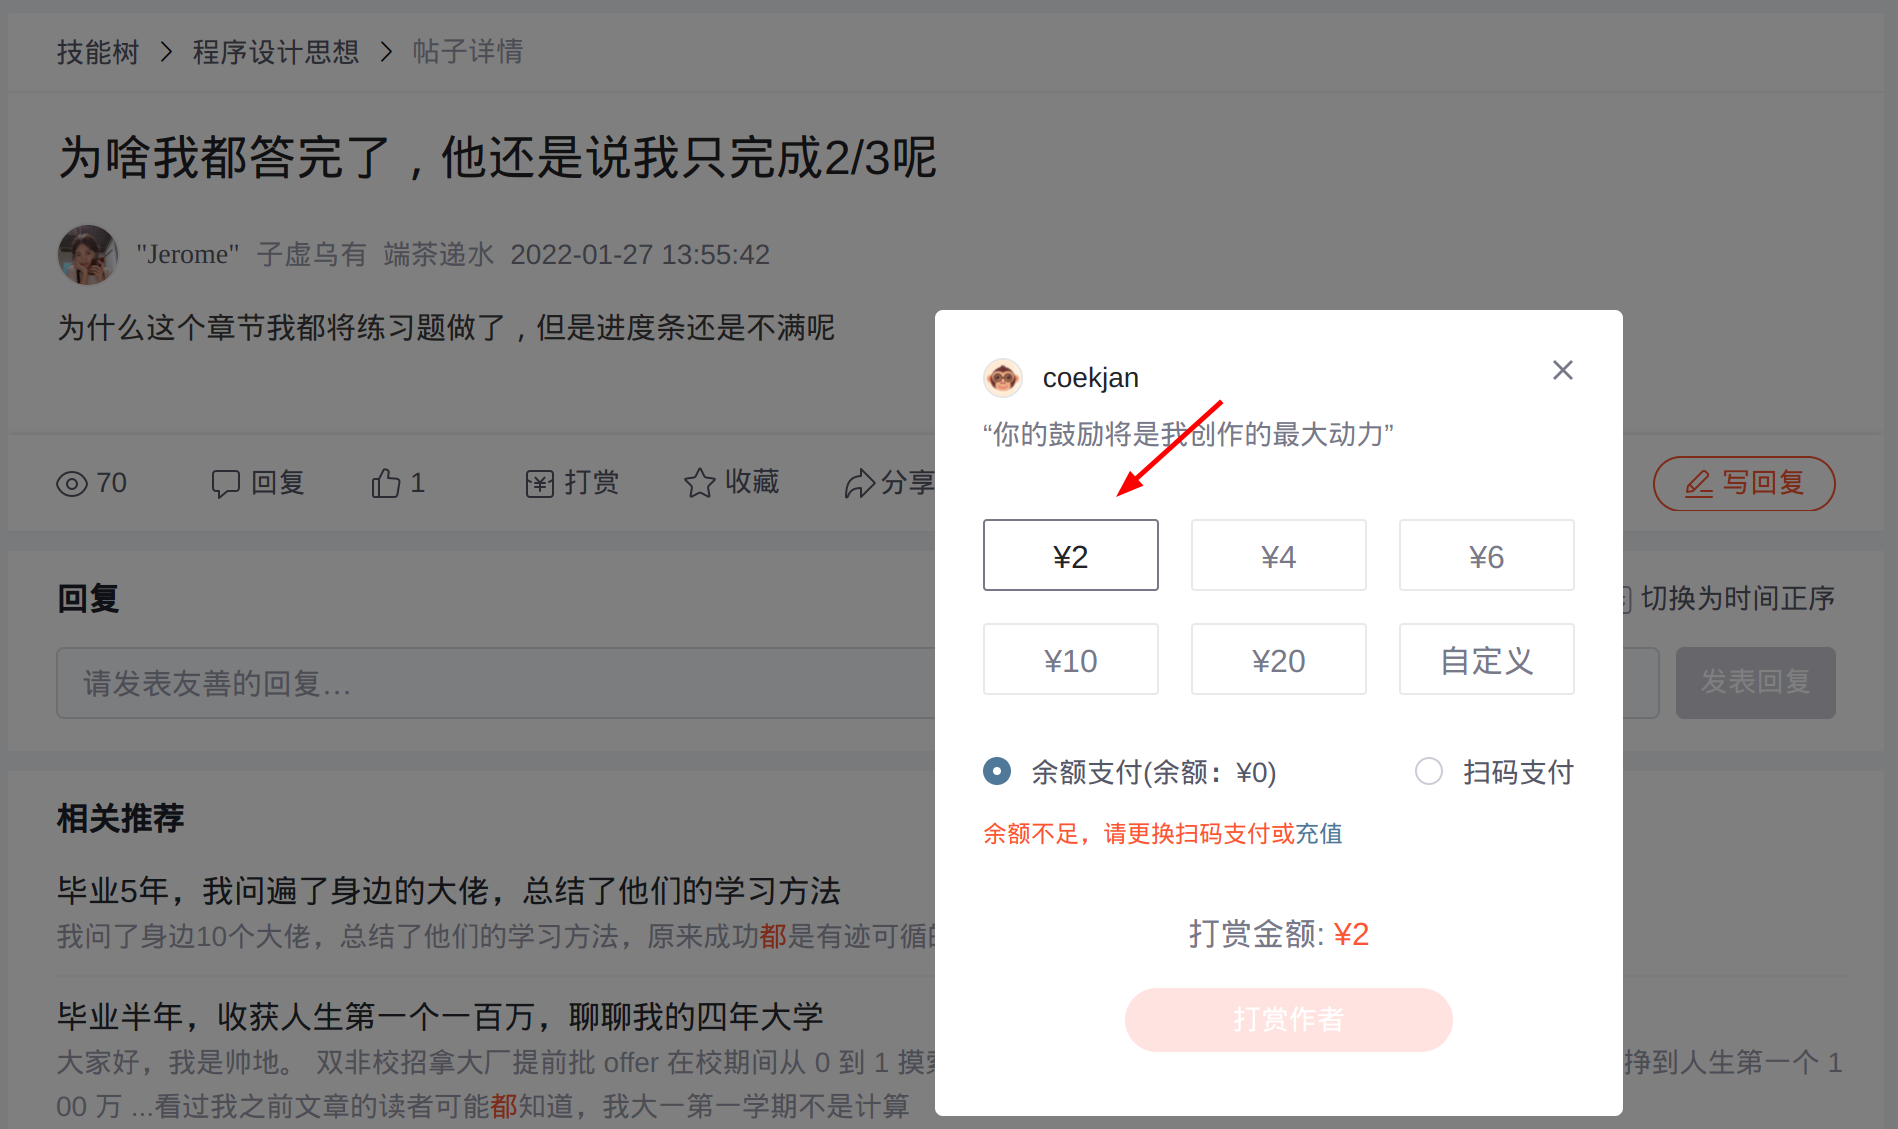 技能树 > 程序设计思想 > 帖子详情
为啥我都答完了，他还是说我只完成2/3呢
"Jerome" 子虚乌有 端茶递水 2022-01-27 13:55:42
为什么这个章节我都将练习题做了，但是进度条还是不满呢
70 回复 1 打赏 收藏 分享 写回复
回复
切换为时间正序
请发表友善的回复…
发表回复
相关推荐
毕业5年，我问遍了身边的大佬，总结了他们的学习方法
我问了身边10个大佬，总结了他们的学习方法，原来成功都是有迹可循
毕业半年，收获人生第一个一百万，聊聊我的四年大学
大家好，我是帅地。 双非校招拿大厂提前批 offer 在校期间从 0 到 1 摸 挣到人生第一个 1
00 万 ...看过我之前文章的读者可能都知道，我大一第一学期不是计算
coekjan
“你的鼓励将是我创作的最大动力”
¥2 ¥4 ¥6
¥10 ¥20 自定义
余额支付(余额：¥0) 扫码支付
余额不足，请更换扫码支付或充值
打赏金额: ¥2
打赏作者